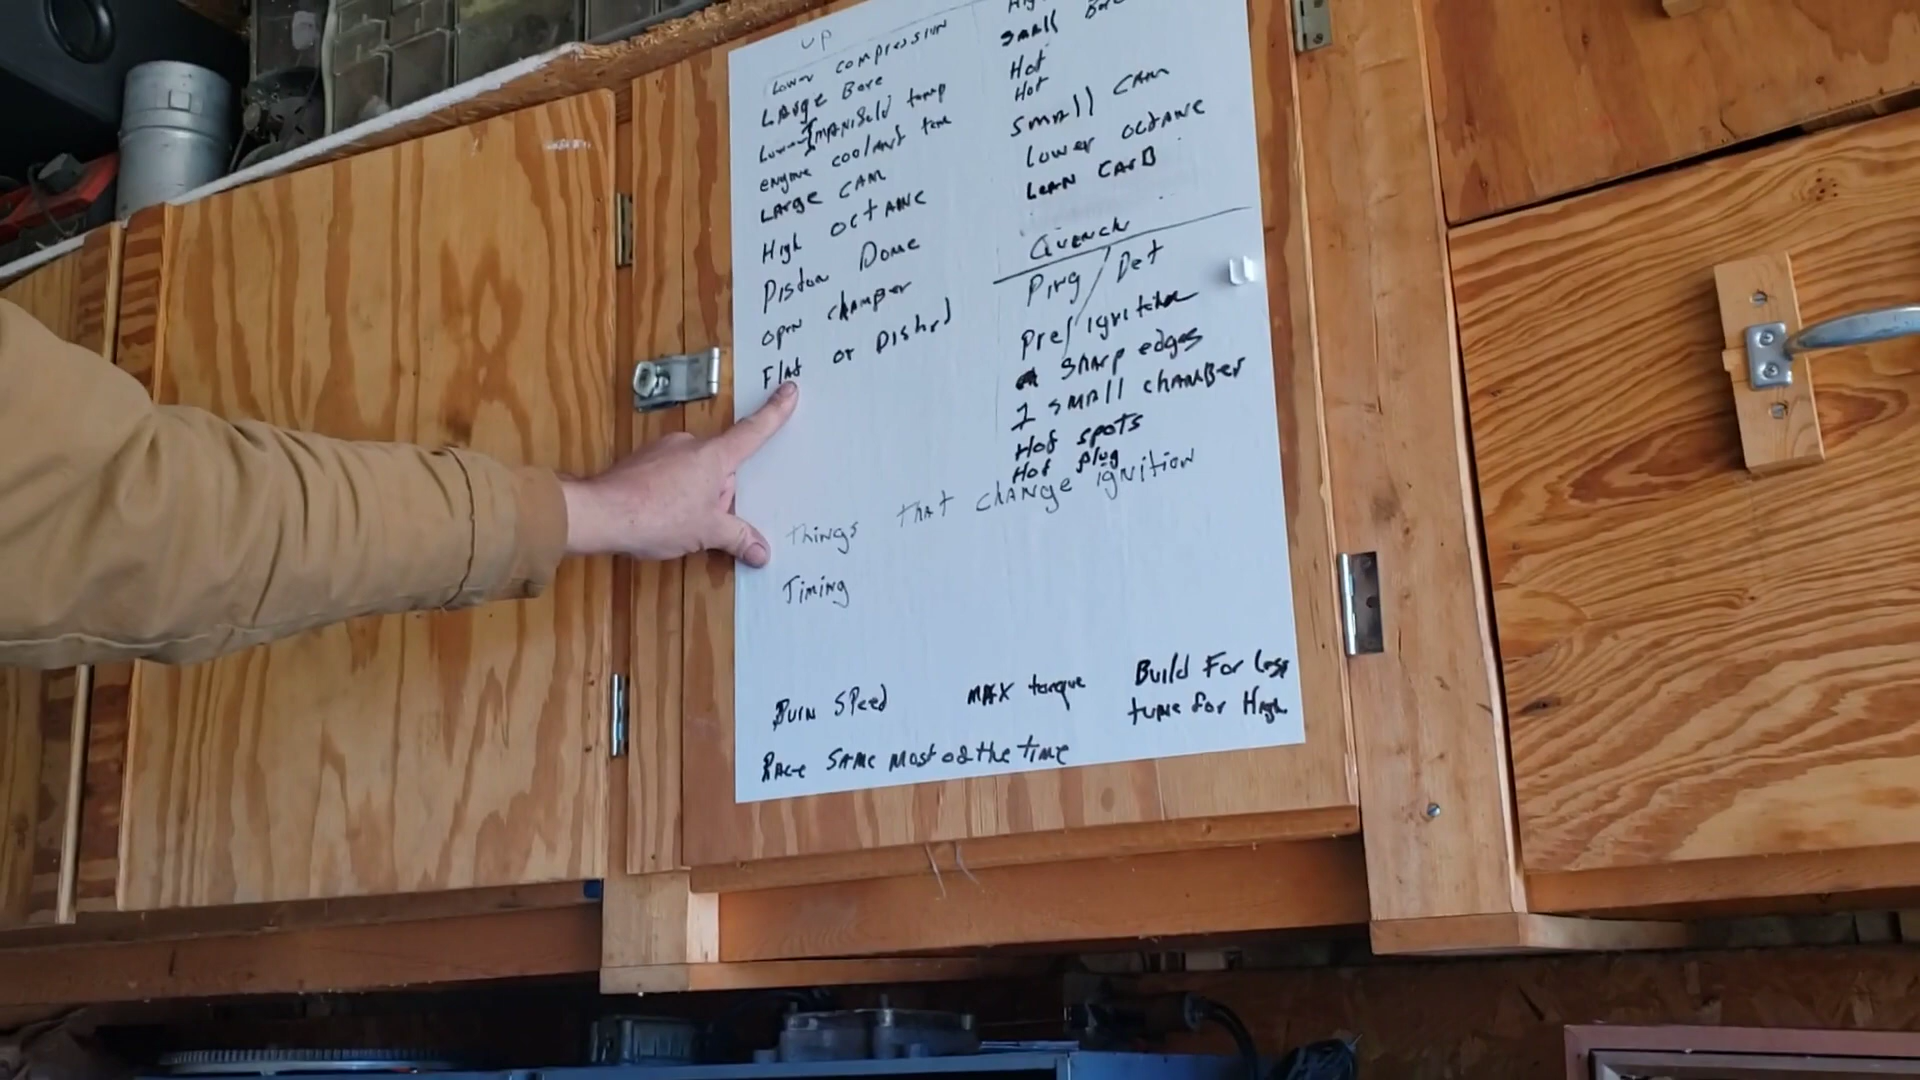 up
Lower compression
LArge Bore
Lower Manifold temp
engine coolant tem
LArge CAM
High OctANe
Piston Dome
open chamber
FlAt or Dished
SmAll Bore
Hot
Hot
SmAll CAM
lower octANe
LeAN CArB
QueNch
PiNg / Det
Pre/igNition
ShArp edges
SmAll chAMBer
Hot spots
Hot Plug
things that chANge igNitioN
TimiNg
BurN SPeed
MAX torque
Build For less
tuNe for High
RAce SAMe most of the time